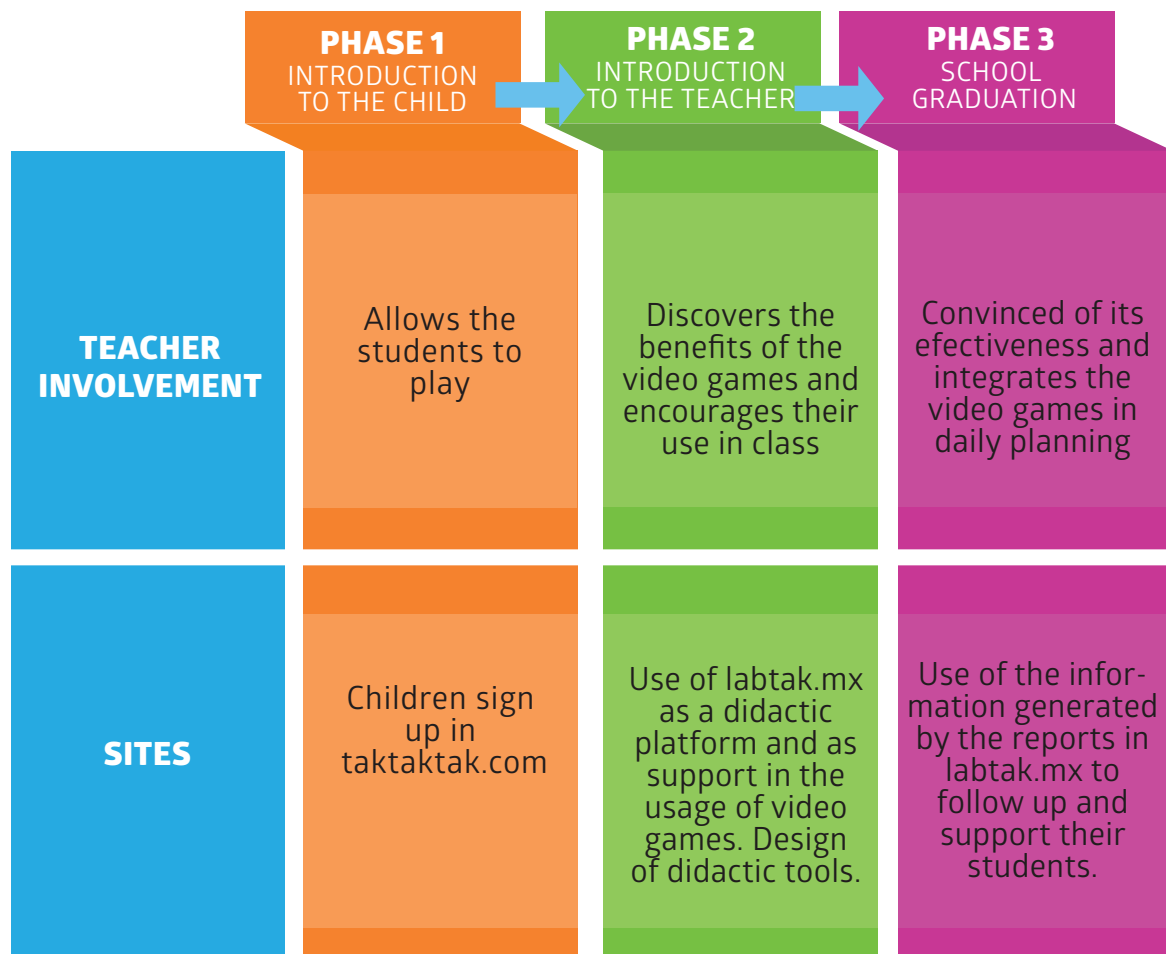 PHASE 1
INTRODUCTION
TO THE CHILD
PHASE 2
INTRODUCTION
TO THE TEACHER
PHASE 3
SCHOOL
GRADUATION
TEACHER
INVOLVEMENT
Allows the
students to
play
Discovers the
benefits of the
video games and
encourages their
use in class
Convinced of its
efectiveness and
integrates the
video games in
daily planning
SITES
Children sign
up in
taktaktak.com
Use of labtak.mx
as a didactic
platform and as
support in the
usage of video
games. Design
of didactic tools.
Use of the infor-
mation generated
by the reports in
labtak.mx to
follow up and
support their
students.